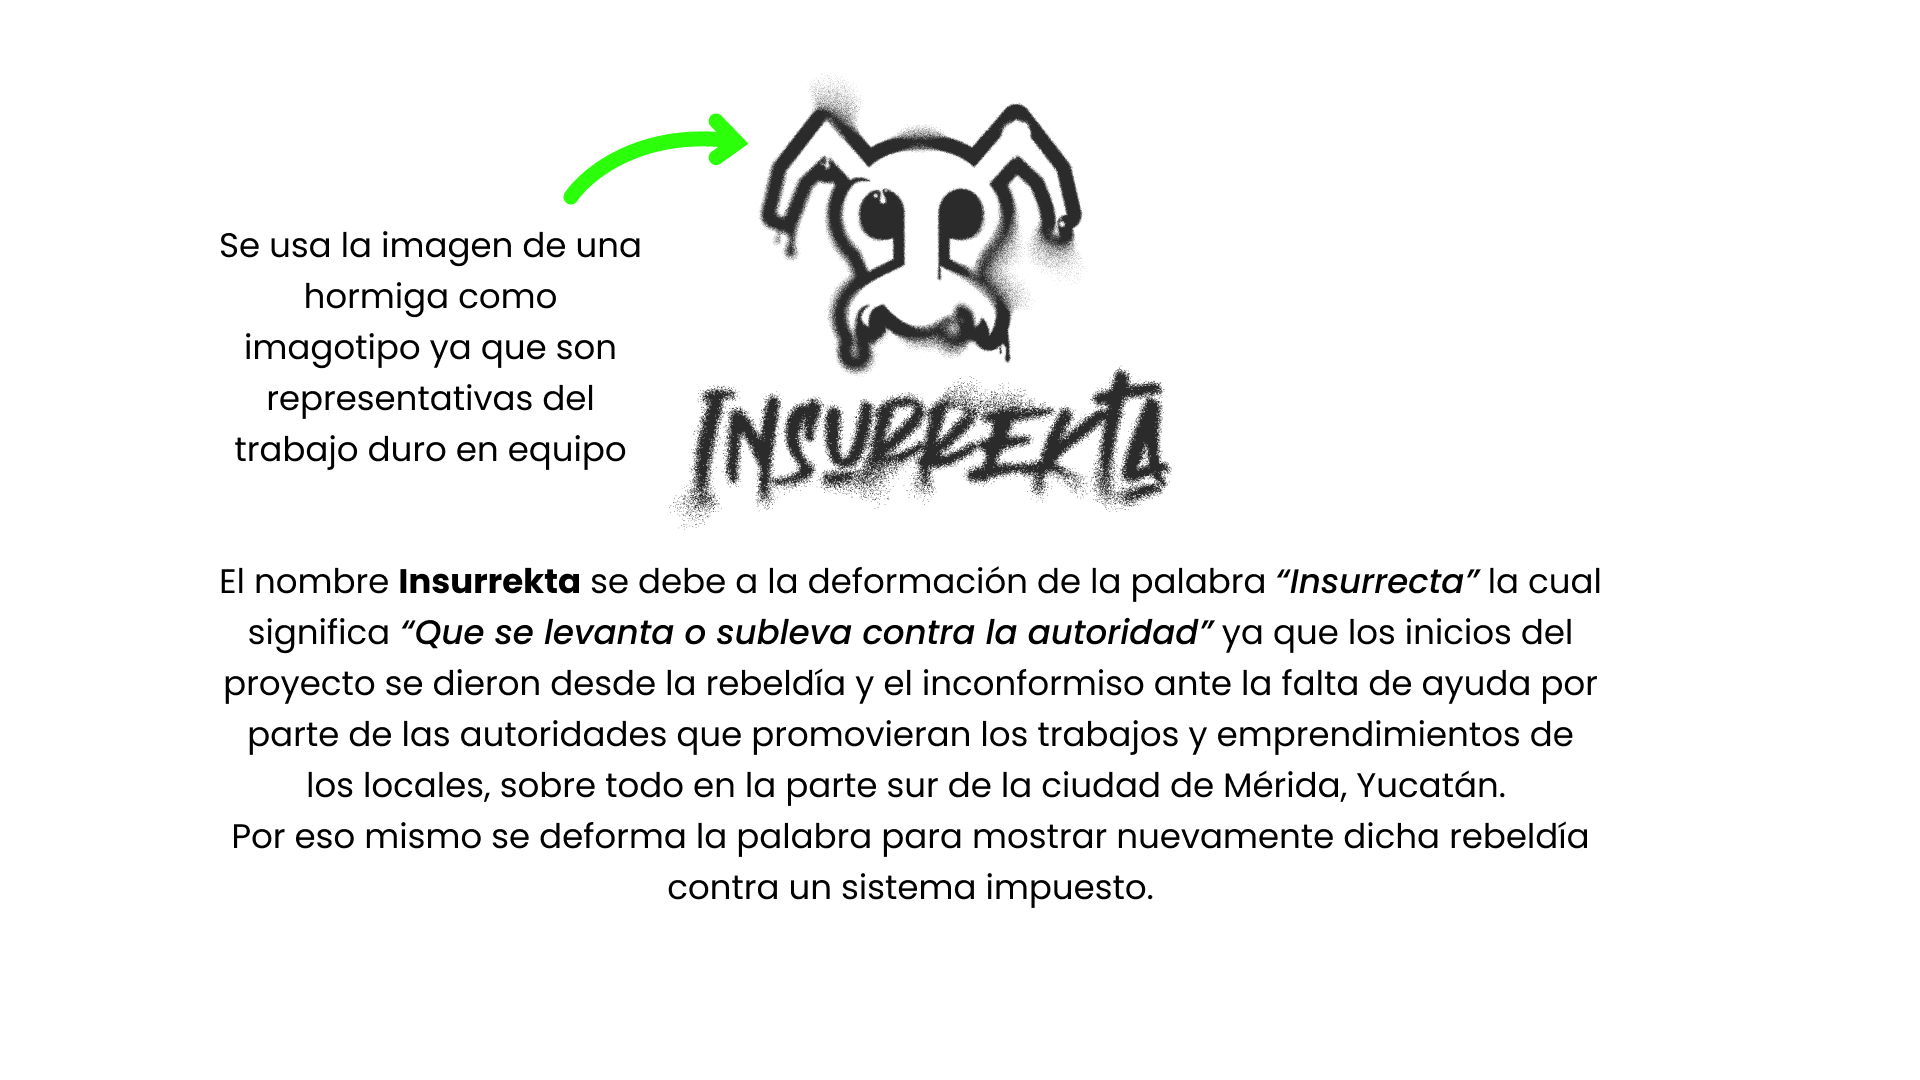 Se usa la imagen de una
hormiga como
imagotipo ya que son
representativas del
trabajo duro en equipo
INSURREKTA
El nombre Insurrekta se debe a la deformación de la palabra “Insurrecta” la cual
significa “Que se levanta o subleva contra la autoridad” ya que los inicios del
proyecto se dieron desde la rebeldía y el inconformiso ante la falta de ayuda por
parte de las autoridades que promovieran los trabajos y emprendimientos de
los locales, sobre todo en la parte sur de la ciudad de Mérida, Yucatán.
Por eso mismo se deforma la palabra para mostrar nuevamente dicha rebeldía
contra un sistema impuesto.